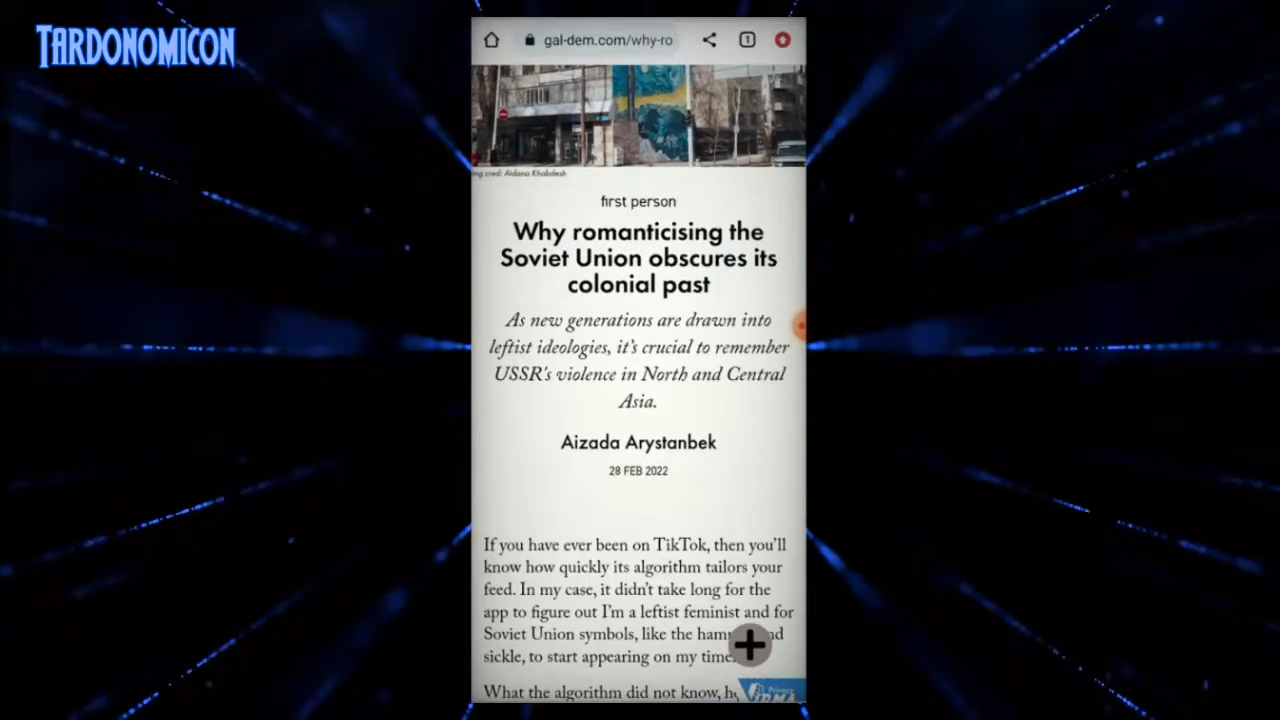 TARDONOMICON
gal-dem.com/why-ro
1
Aidana Khabdesh
first person
Why romanticising the
Soviet Union obscures its
colonial past
As new generations are drawn into
leftist ideologies, it's crucial to remember
USSR's violence in North and Central
Asia.
Aizada Arystanbek
28 FEB 2022
If you have ever been on TikTok, then you'll
know how quickly its algorithm tailors your
feed. In my case, it didn't take long for the
app to figure out I'm a leftist feminist and for
Soviet Union symbols, like the
sickle, to start appearing on my
What the algorithm did not know,
Privacy